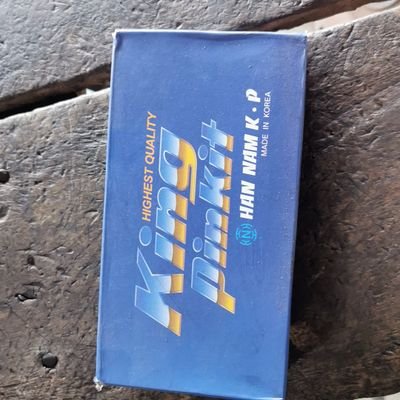 HIGHEST QUALITY
King
pinkit
HAN NAM K·P
MADE IN KOREA